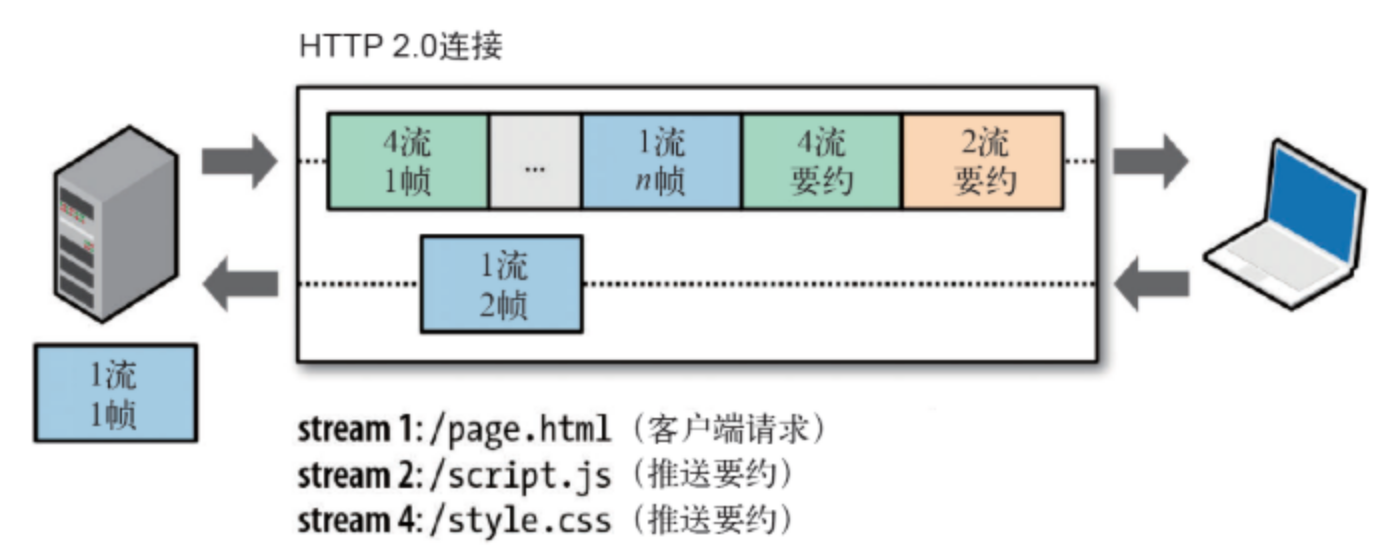 HTTP 2.0连接
4流
1帧
...
1流
n帧
4流
要约
2流
要约
1流
2帧
1流
1帧
stream 1: /page.html（客户端请求）
stream 2: /script.js（推送要约）
stream 4: /style.css（推送要约）